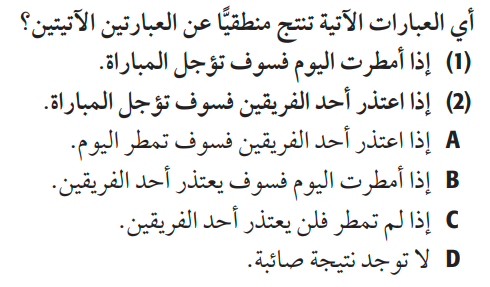 أي العبارات الآتية تنتج منطقيًّا عن العبارتين الآتيتين؟
(1) إذا أمطرت اليوم فسوف تؤجل المباراة.
(2) إذا اعتذر أحد الفريقين فسوف تؤجل المباراة.
A إذا اعتذر أحد الفريقين فسوف تمطر اليوم.
B إذا أمطرت اليوم فسوف يعتذر أحد الفريقين.
C إذا لم تمطر فلن يعتذر أحد الفريقين.
D لا توجد نتيجة صائبة.